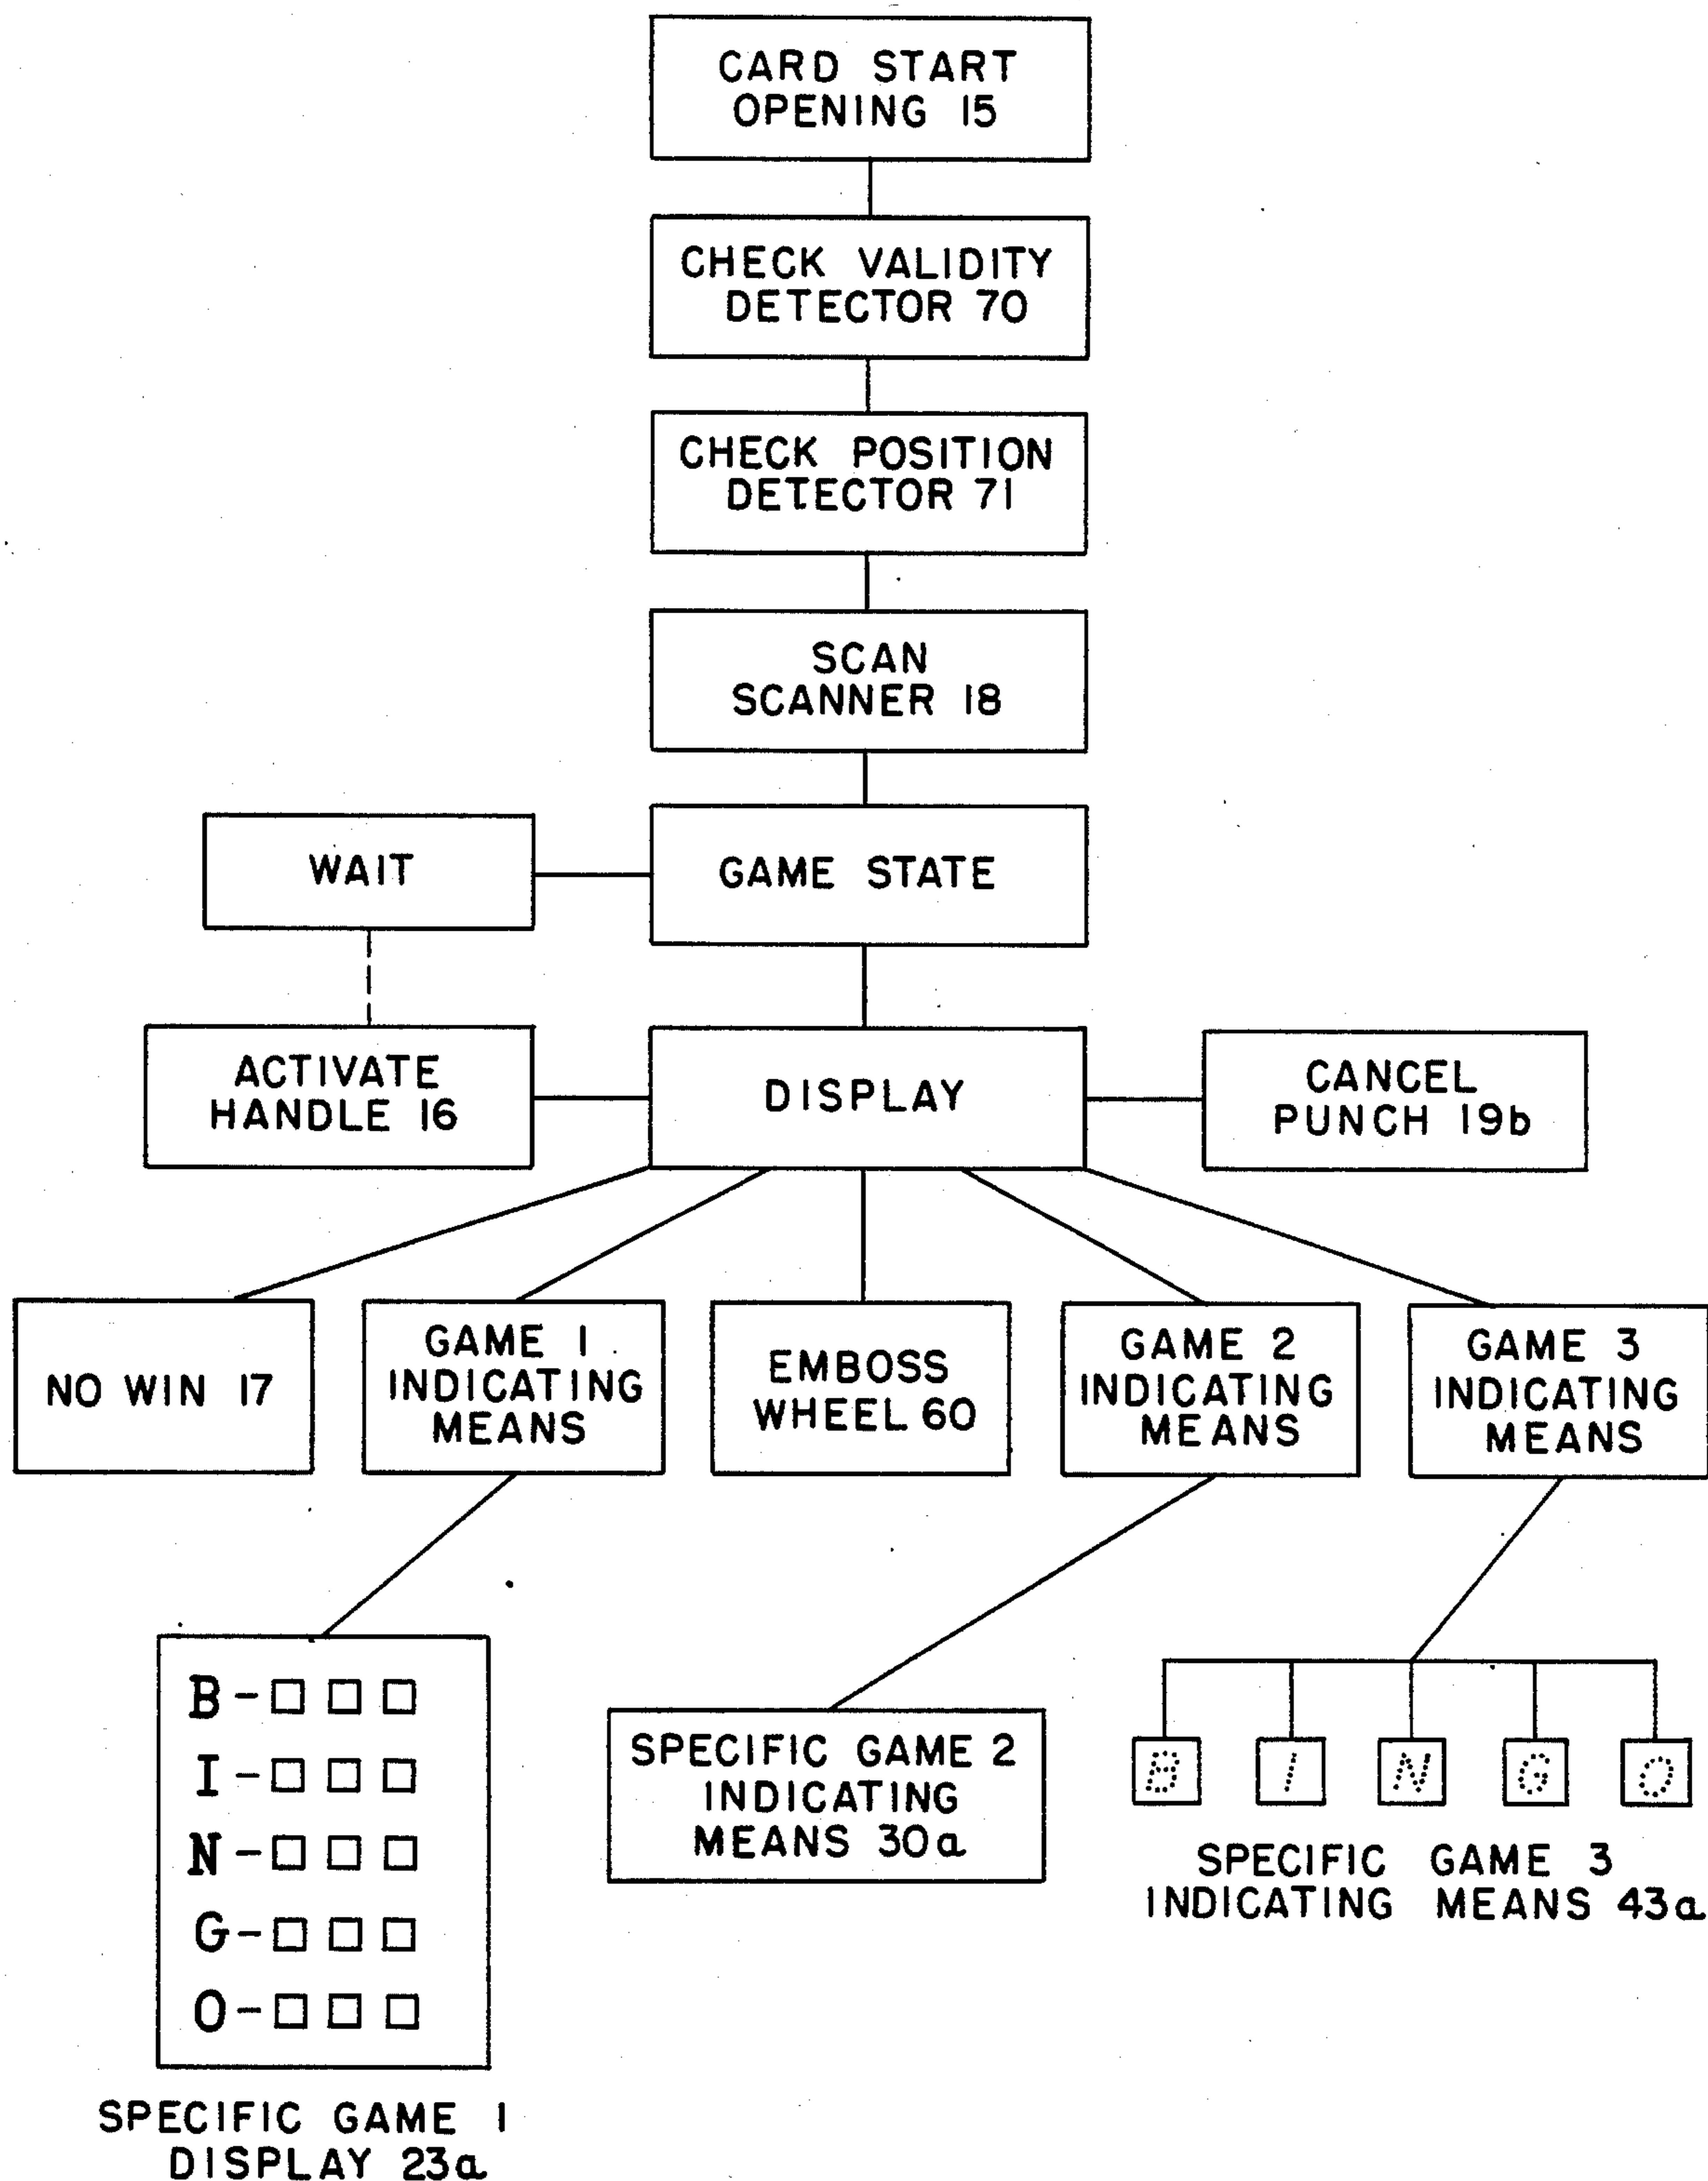 CARD START
OPENING 15
CHECK VALIDITY
DETECTOR 70
CHECK POSITION
DETECTOR 71
SCAN
SCANNER 18
WAIT
GAME STATE
ACTIVATE
HANDLE 16
DISPLAY
CANCEL
PUNCH 19b
NO WIN 17
GAME 1
INDICATING
MEANS
EMBOSS
WHEEL 60
GAME 2
INDICATING
MEANS
GAME 3
INDICATING
MEANS
B-
I-
N-
G-
O-
SPECIFIC GAME 1
DISPLAY 23a
SPECIFIC GAME 2
INDICATING
MEANS 30a
B I N G O
SPECIFIC GAME 3
INDICATING MEANS 43a